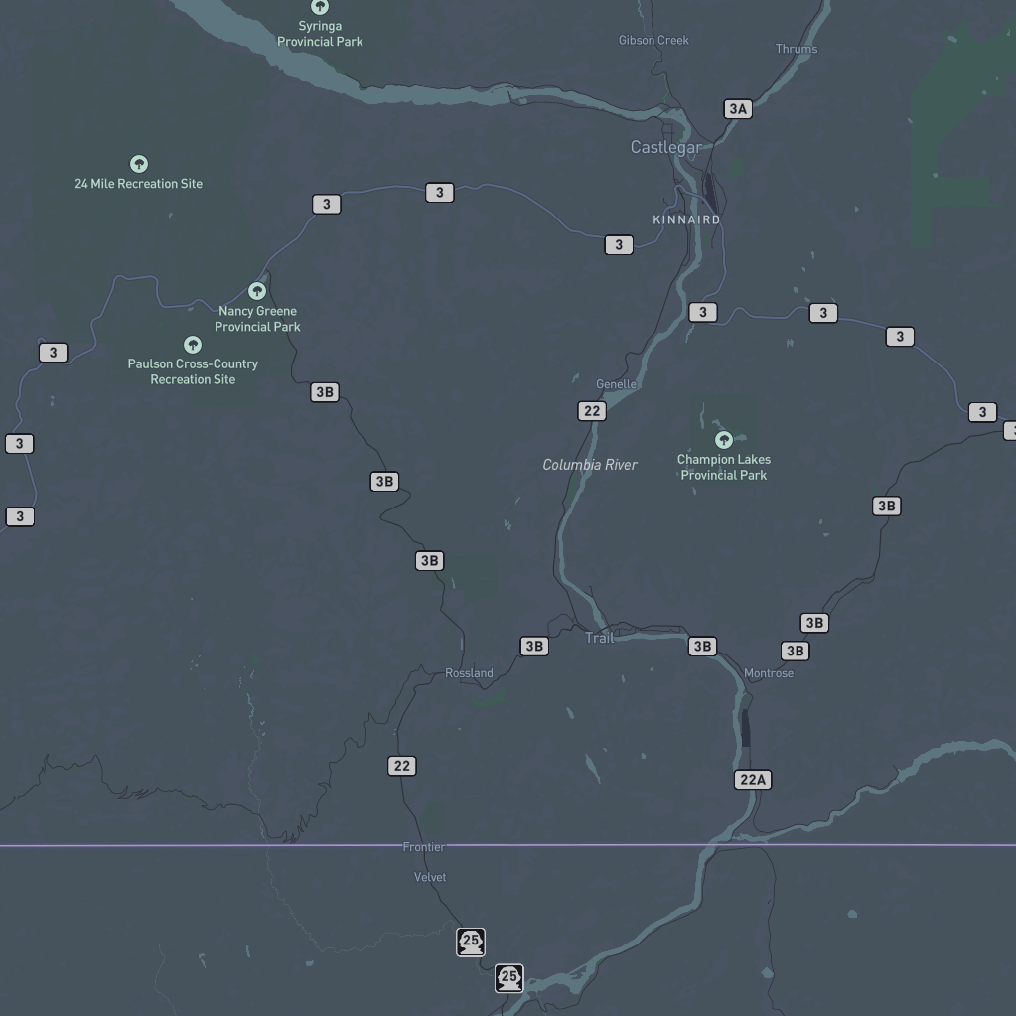 Syringa
Provincial Park
Gibson Creek
Thrums
3A
Castlegar
24 Mile Recreation Site
3
3
KINNAIRD
3
Nancy Greene
Provincial Park
3
3
3
Paulson Cross-Country
Recreation Site
3
Genelle
3B
22
3
3
Champion Lakes
Provincial Park
3
Columbia River
3B
3B
3
3B
3B
Trail
3B
3B
3B
Rossland
Montrose
22
22A
Frontier
Velvet
25
25